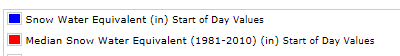 Snow Water Equivalent (in) Start of Day Values
Median Snow Water Equivalent (1981-2010) (in) Start of Day Values